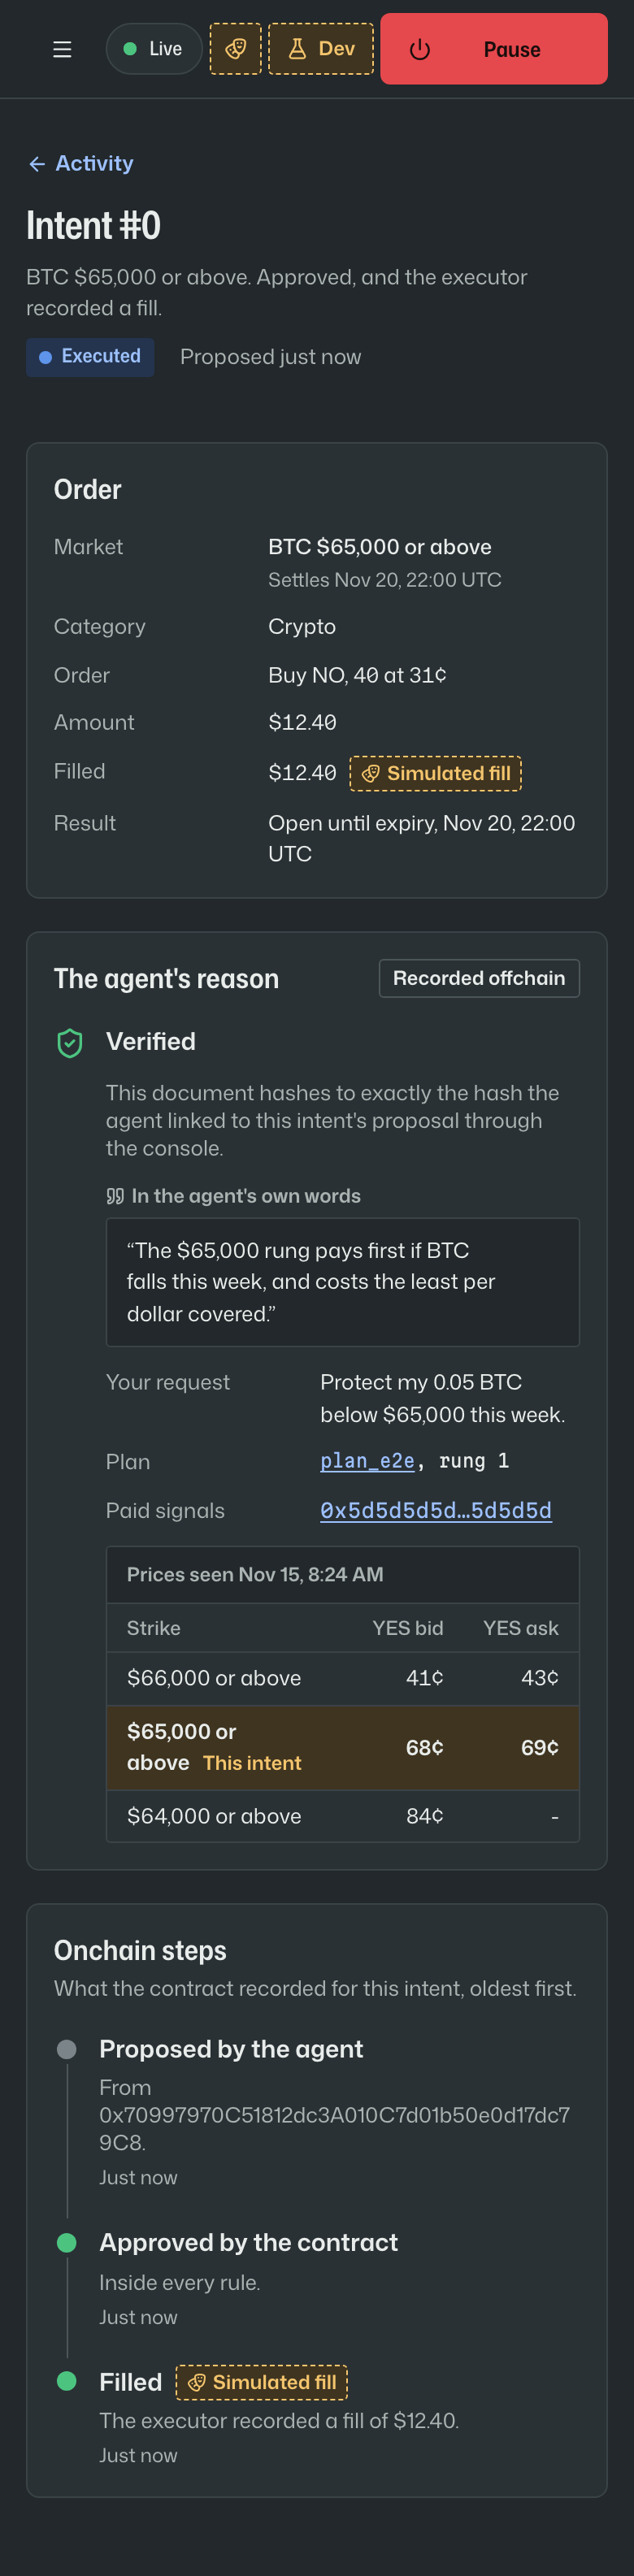 Live
Dev
Pause
Activity
Intent #0
BTC $65,000 or above. Approved, and the executor
recorded a fill.
Executed
Proposed just now
Order
Market
BTC $65,000 or above
Settles Nov 20, 22:00 UTC
Category
Crypto
Order
Buy NO, 40 at 31¢
Amount
$12.40
Filled
$12.40
Simulated fill
Result
Open until expiry, Nov 20, 22:00
UTC
The agent's reason
Recorded offchain
Verified
This document hashes to exactly the hash the
agent linked to this intent's proposal through
the console.
In the agent's own words
“The $65,000 rung pays first if BTC
falls this week, and costs the least per
dollar covered.”
Your request
Protect my 0.05 BTC
below $65,000 this week.
Plan
plan_e2e, rung 1
Paid signals
0x5d5d5d5d…5d5d5d
Prices seen Nov 15, 8:24 AM
Strike YES bid YES ask
$66,000 or above 41¢ 43¢
$65,000 or
above This intent 68¢ 69¢
$64,000 or above 84¢ -
Onchain steps
What the contract recorded for this intent, oldest first.
Proposed by the agent
From
0x70997970C51812dc3A010C7d01b50e0d17dc7
9C8.
Just now
Approved by the contract
Inside every rule.
Just now
Filled
Simulated fill
The executor recorded a fill of $12.40.
Just now